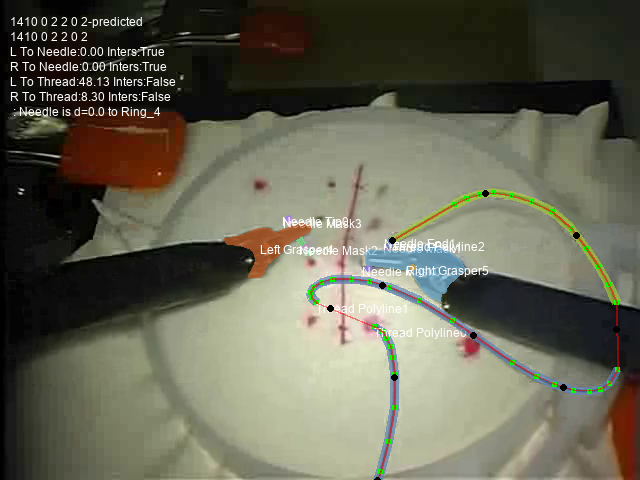 1410 0 2 2 0 2-predicted
1410 0 2 2 0 2
L To Needle:0.00 Inters:True
R To Needle:0.00 Inters:True
L To Thread:48.13 Inters:False
R To Thread:8.30 Inters:False
: Needle is d=0.0 to Ring_4
Needle Tip0
Needle Mask3
Needle End0
Left Grasper4
Needle Mask2
Needle
Right Grasper5
Thread Polyline1
Thread Polyline0